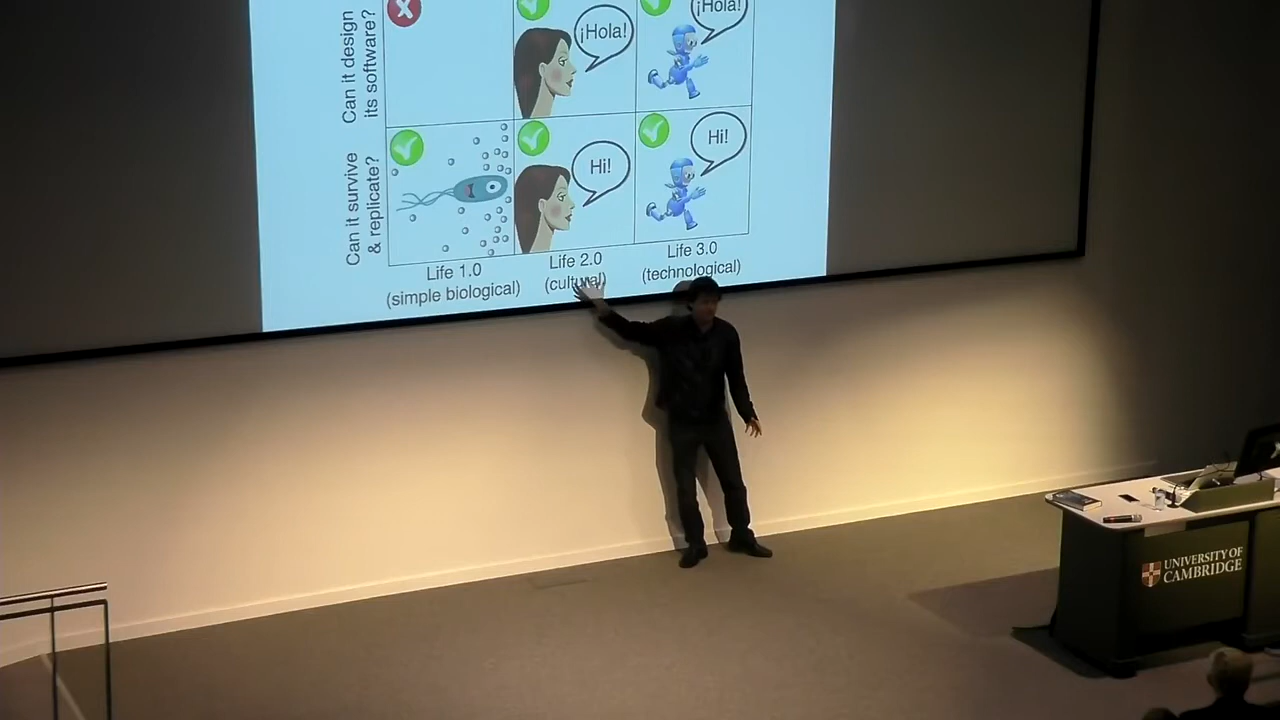 Can it design
its software?
¡Hola!
¡Hola!
Can it survive
& replicate?
Hi!
Hi!
Life 1.0
(simple biological)
Life 2.0
(cultural)
Life 3.0
(technological)
UNIVERSITY OF
CAMBRIDGE